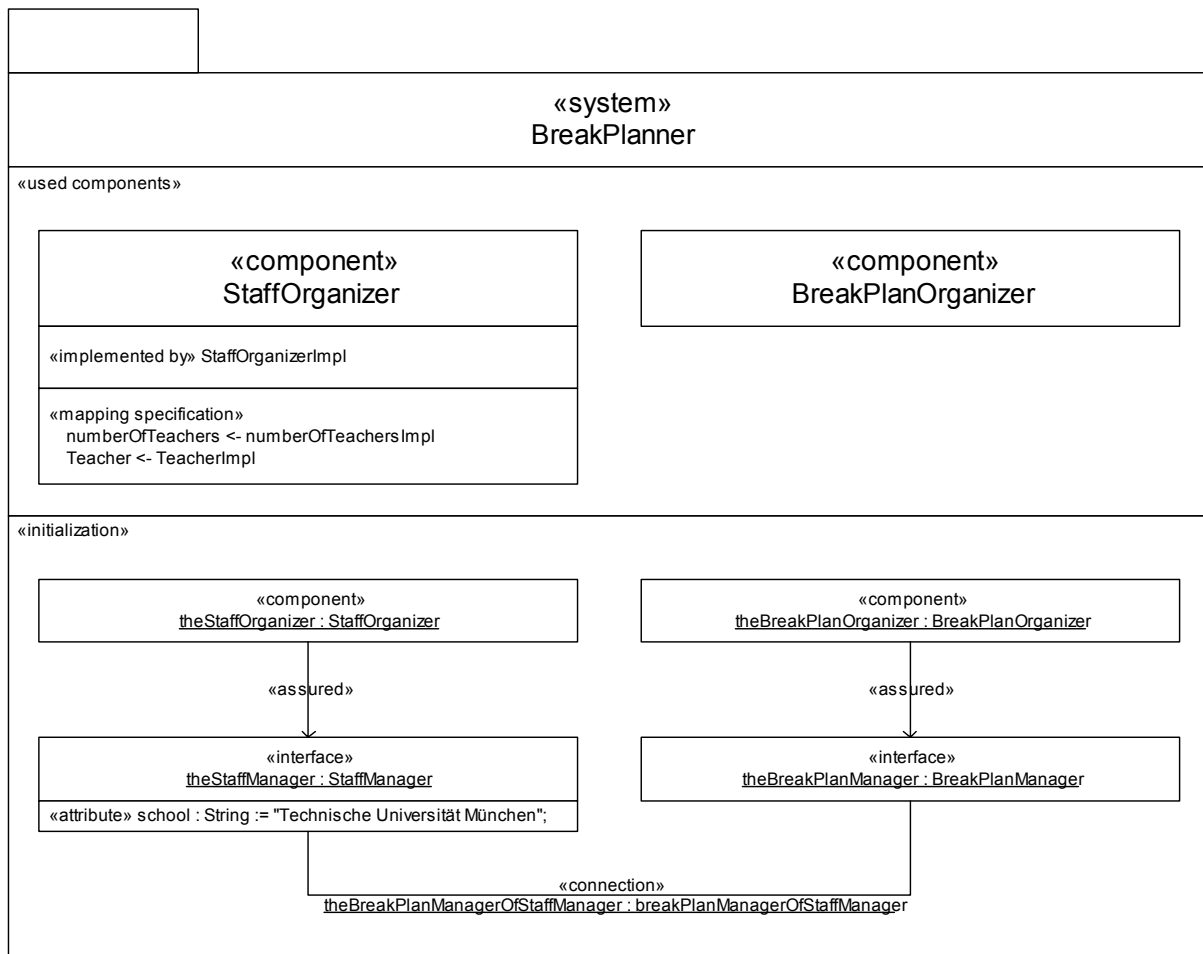 «system»
BreakPlanner
«used components»
«component»
StaffOrganizer
«implemented by» StaffOrganizerImpl
«mapping specification»
numberOfTeachers <- numberOfTeachersImpl
Teacher <- TeacherImpl
«component»
BreakPlanOrganizer
«initialization»
«component»
theStaffOrganizer : StaffOrganizer
«component»
theBreakPlanOrganizer : BreakPlanOrganizer
«assured»
«assured»
«interface»
theStaffManager : StaffManager
«attribute» school : String := "Technische Universität München";
«interface»
theBreakPlanManager : BreakPlanManager
«connection»
theBreakPlanManagerOfStaffManager : breakPlanManagerOfStaffManager